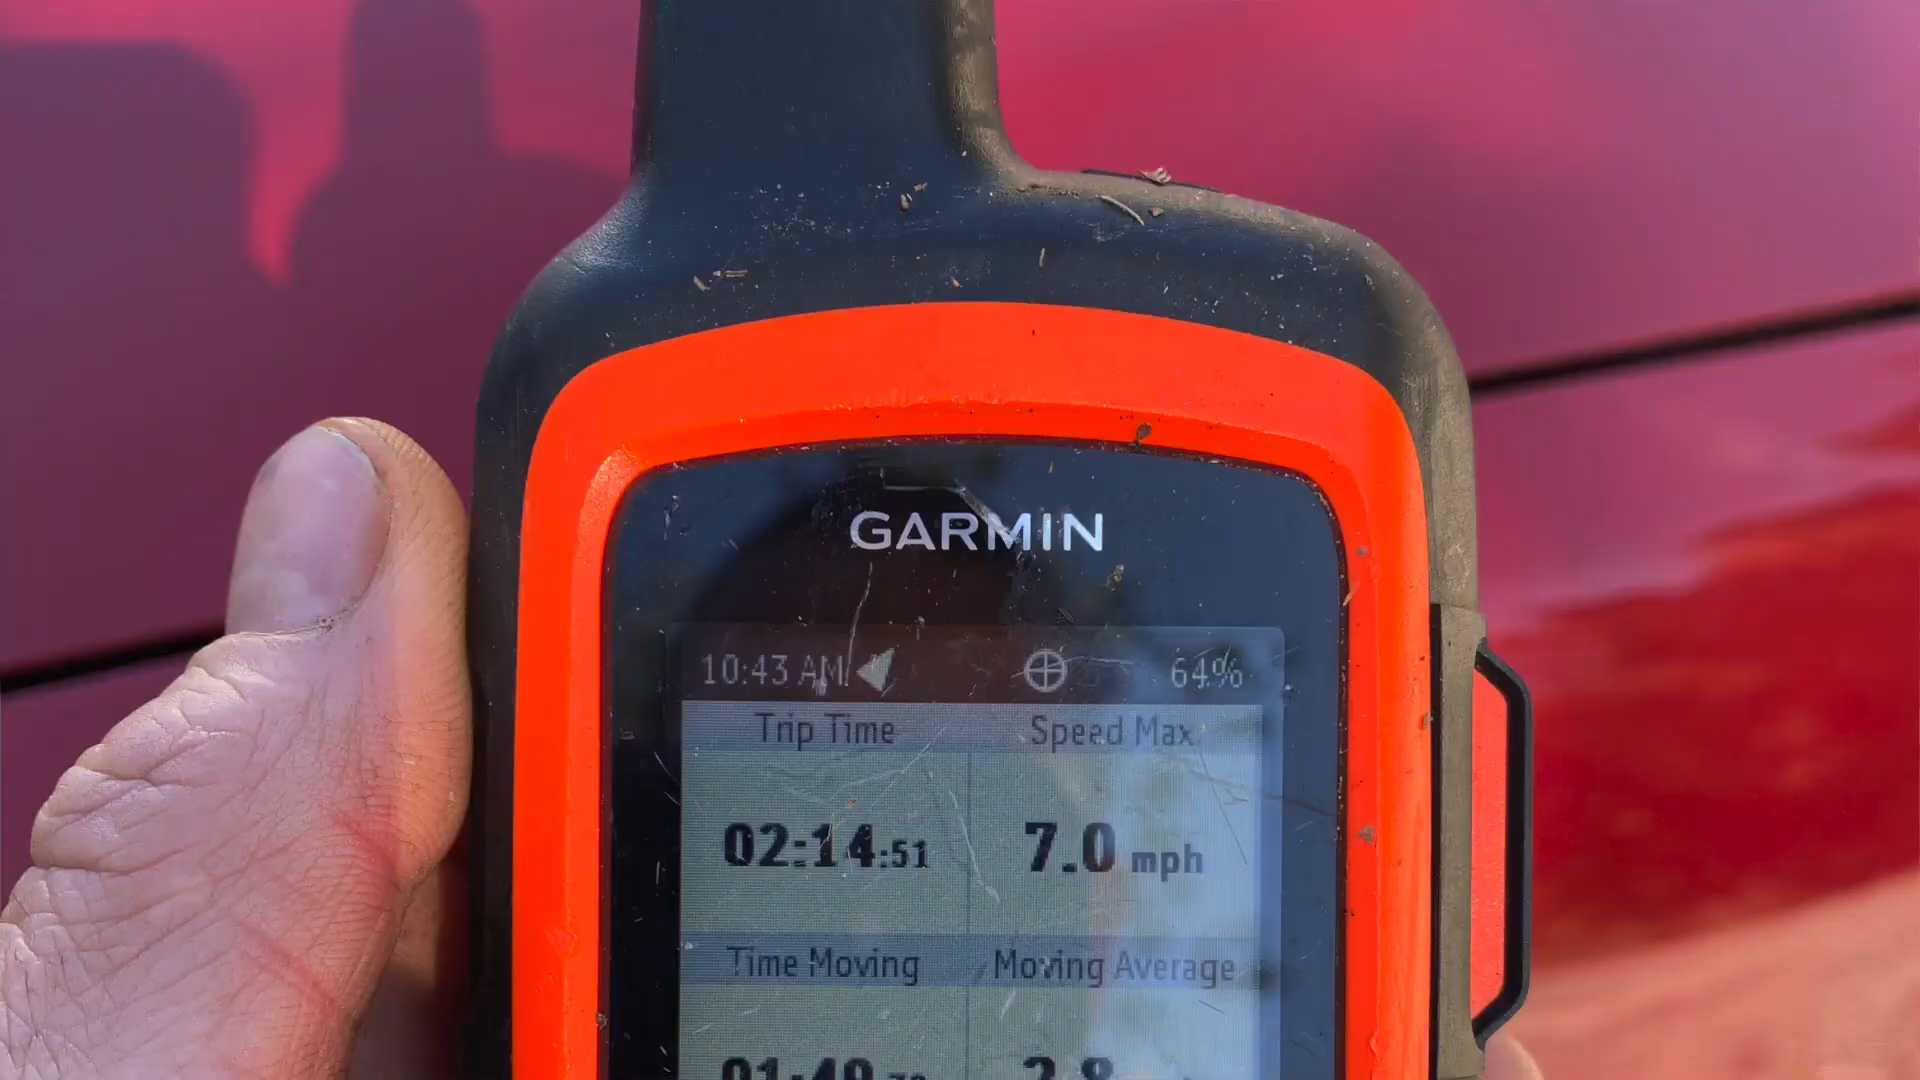 GARMIN
10:43 AM 64%
Trip Time Speed Max
02:14:51 7.0 mph
Time Moving Moving Average